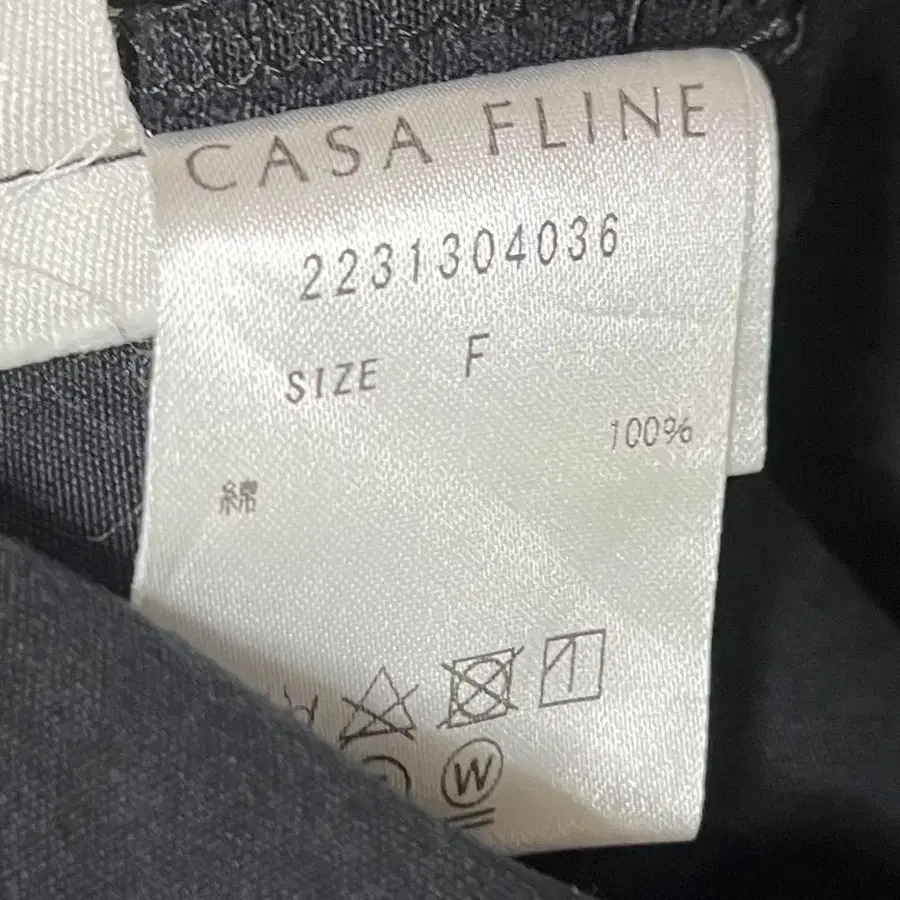 CASA FLINE
2231304036
SIZE F
100%
綿
W